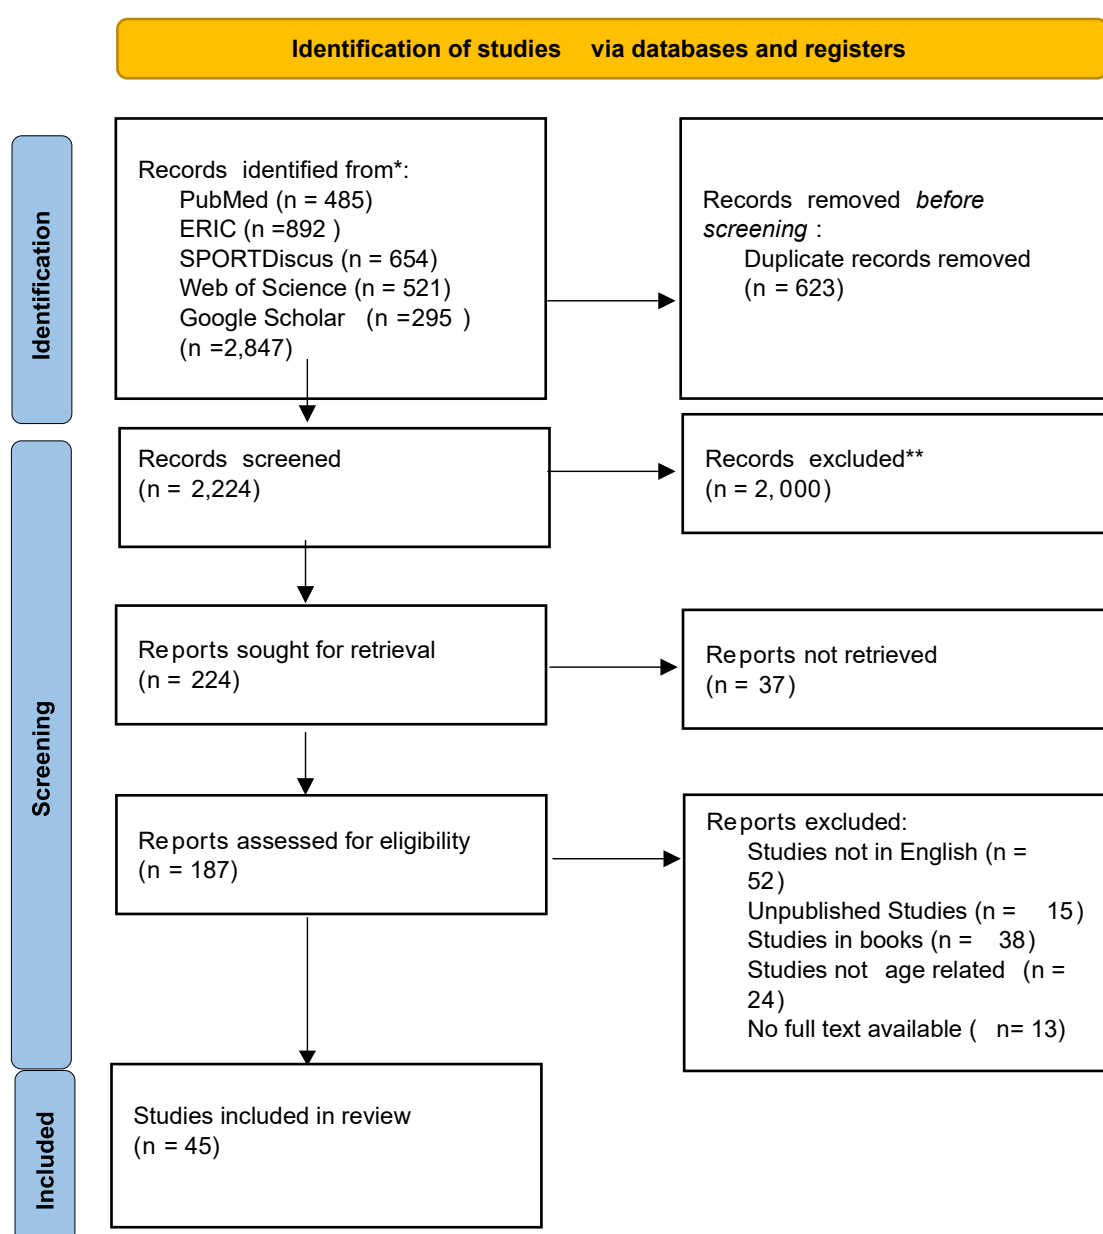 Identification of studies via databases and registers
Identification
Records identified from*:
PubMed (n = 485)
ERIC (n =892 )
SPORTDiscus (n = 654)
Web of Science (n = 521)
Google Scholar (n =295 )
(n =2,847)
Records removed before
screening :
Duplicate records removed
(n = 623)
Screening
Records screened
(n = 2,224)
Records excluded**
(n = 2, 000)
Reports sought for retrieval
(n = 224)
Reports not retrieved
(n = 37)
Reports assessed for eligibility
(n = 187)
Reports excluded:
Studies not in English (n =
52)
Unpublished Studies (n = 15)
Studies in books (n = 38)
Studies not age related (n =
24)
No full text available ( n= 13)
Included
Studies included in review
(n = 45)